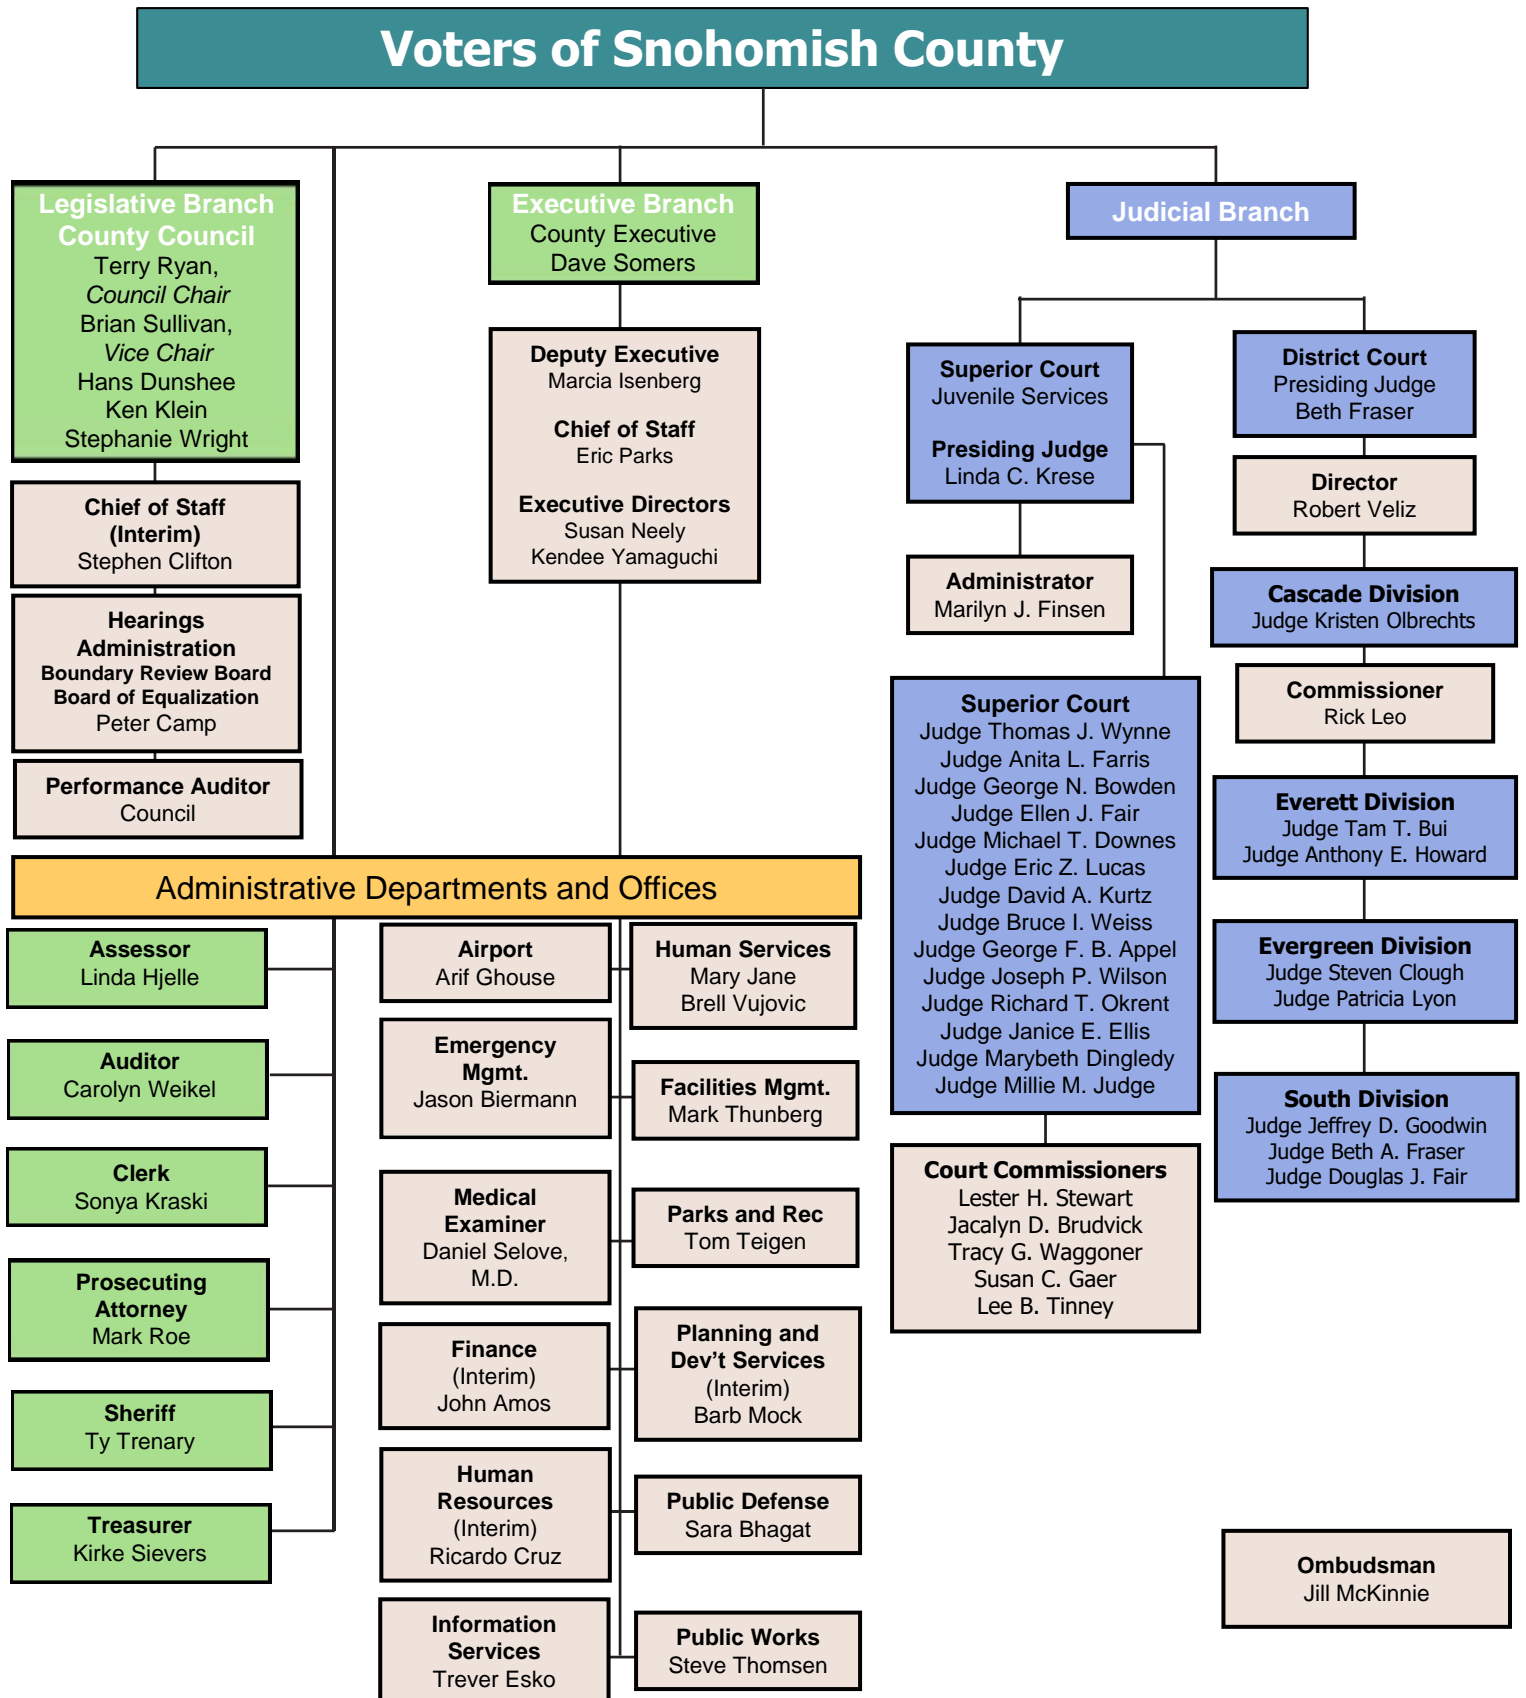 Voters of Snohomish County
Legislative Branch
County Council
Terry Ryan,
Council Chair
Brian Sullivan,
Vice Chair
Hans Dunshee
Ken Klein
Stephanie Wright
Chief of Staff
(Interim)
Stephen Clifton
Hearings
Administration
Boundary Review Board
Board of Equalization
Peter Camp
Performance Auditor
Council
Executive Branch
County Executive
Dave Somers
Deputy Executive
Marcia Isenberg
Chief of Staff
Eric Parks
Executive Directors
Susan Neely
Kendee Yamaguchi
Judicial Branch
Superior Court
Juvenile Services
Presiding Judge
Linda C. Krese
Administrator
Marilyn J. Finsen
Superior Court
Judge Thomas J. Wynne
Judge Anita L. Farris
Judge George N. Bowden
Judge Ellen J. Fair
Judge Michael T. Downes
Judge Eric Z. Lucas
Judge David A. Kurtz
Judge Bruce I. Weiss
Judge George F. B. Appel
Judge Joseph P. Wilson
Judge Richard T. Okrent
Judge Janice E. Ellis
Judge Marybeth Dingledy
Judge Millie M. Judge
Court Commissioners
Lester H. Stewart
Jacalyn D. Brudvick
Tracy G. Waggoner
Susan C. Gaer
Lee B. Tinney
District Court
Presiding Judge
Beth Fraser
Director
Robert Veliz
Cascade Division
Judge Kristen Olbrechts
Commissioner
Rick Leo
Everett Division
Judge Tam T. Bui
Judge Anthony E. Howard
Evergreen Division
Judge Steven Clough
Judge Patricia Lyon
South Division
Judge Jeffrey D. Goodwin
Judge Beth A. Fraser
Judge Douglas J. Fair
Administrative Departments and Offices
Assessor
Linda Hjelle
Auditor
Carolyn Weikel
Clerk
Sonya Kraski
Prosecuting
Attorney
Mark Roe
Sheriff
Ty Trenary
Treasurer
Kirke Sievers
Airport
Arif Ghouse
Emergency
Mgmt.
Jason Biermann
Medical
Examiner
Daniel Selove,
M.D.
Finance
(Interim)
John Amos
Human
Resources
(Interim)
Ricardo Cruz
Information
Services
Trever Esko
Human Services
Mary Jane
Brell Vujovic
Facilities Mgmt.
Mark Thunberg
Parks and Rec
Tom Teigen
Planning and
Dev't Services
(Interim)
Barb Mock
Public Defense
Sara Bhagat
Public Works
Steve Thomsen
Ombudsman
Jill McKinnie